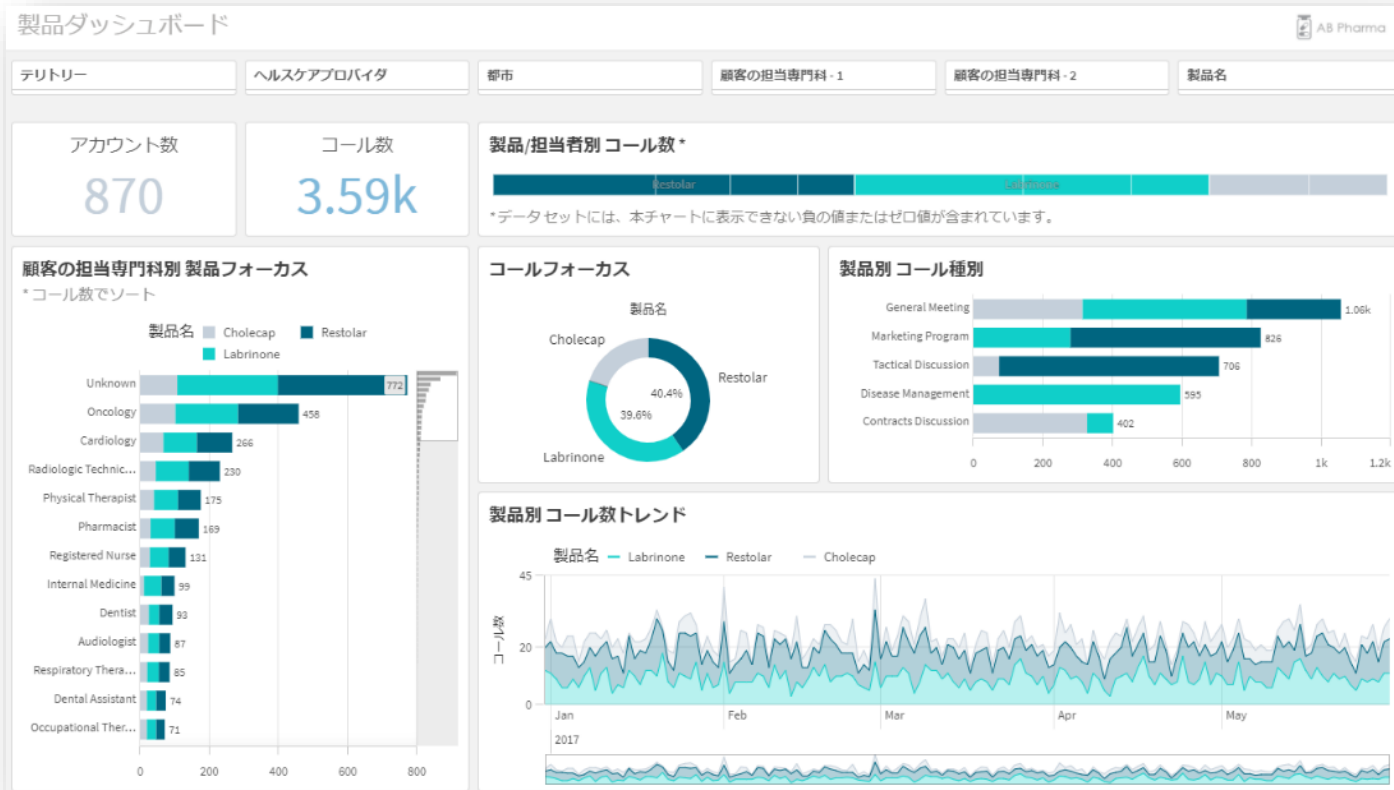 製品ダッシュボード
AB Pharma
テリトリー
ヘルスケアプロバイダ
都市
顧客の担当専門科 - 1
顧客の担当専門科 - 2
製品名
アカウント数
870
コール数
3.59k
製品/担当者別 コール数 *
Restolar
Labrinone
*データ セットには、本チャートに表示できない負の値またはゼロ値が含まれています。
顧客の担当専門科別 製品フォーカス
* コール数でソート
製品名
Cholecap
Restolar
Labrinone
Unknown
772
Oncology
458
Cardiology
266
Radiologic Technic...
230
Physical Therapist
175
Pharmacist
169
Registered Nurse
131
Internal Medicine
99
Dentist
93
Audiologist
87
Respiratory Thera...
85
Dental Assistant
74
Occupational Ther...
71
0 200 400 600 800
コールフォーカス
製品名
Cholecap
Restolar
40.4%
39.6%
Labrinone
製品別 コール種別
General Meeting
1.06k
Marketing Program
826
Tactical Discussion
706
Disease Management
595
Contracts Discussion
402
0 200 400 600 800 1k 1.2k
製品別 コール数トレンド
製品名 Labrinone Restolar Cholecap
コール数
45
20
0
Jan Feb Mar Apr May
2017